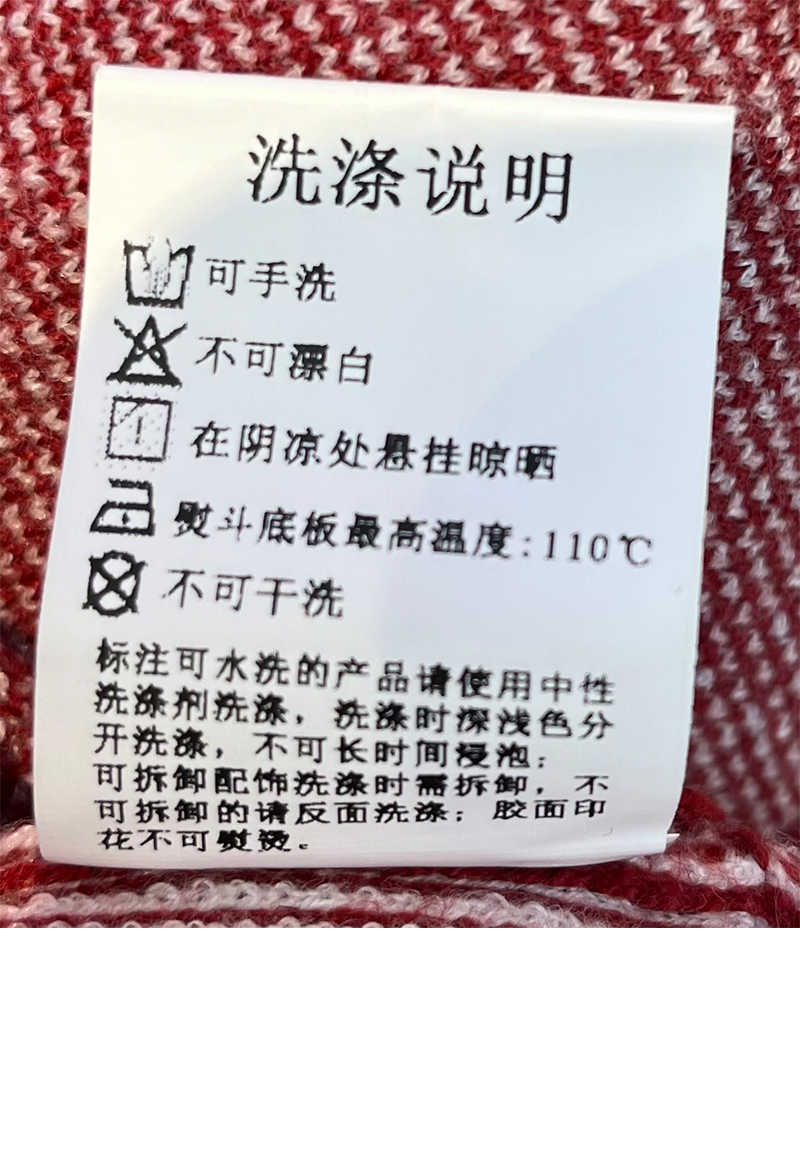 洗涤说明
可手洗
不可漂白
在阴凉处悬挂晾晒
熨斗底板最高温度:110℃
不可干洗
标注可水洗的产品请使用中性
洗涤剂洗涤，洗涤时深浅色分
开洗涤，不可长时间浸泡；
可拆卸配饰洗涤时需拆卸，不
可拆卸的请反面洗涤；胶面印
花不可熨烫。